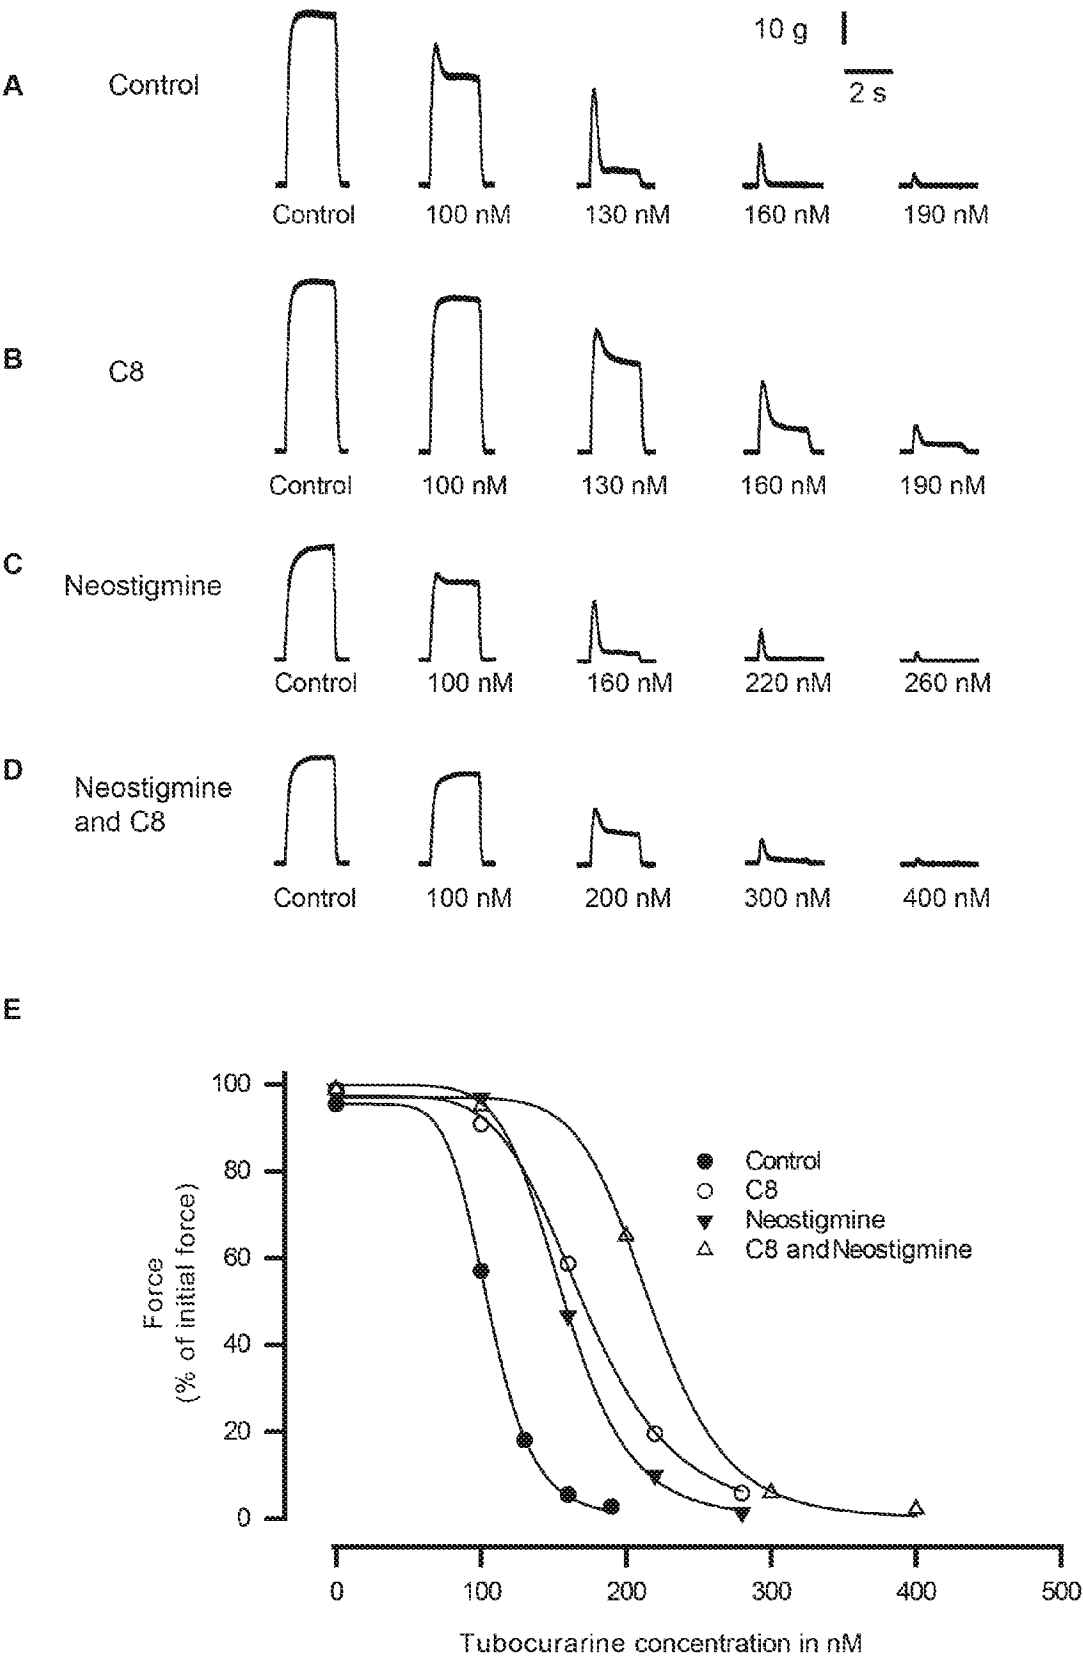 10 g
2 s
A
Control
Control 100 nM 130 nM 160 nM 190 nM
B
C8
Control 100 nM 130 nM 160 nM 190 nM
C
Neostigmine
Control 100 nM 160 nM 220 nM 260 nM
D
Neostigmine
and C8
Control 100 nM 200 nM 300 nM 400 nM
E
Force
(% of initial force)
100
80
60
40
20
0
Control
C8
Neostigmine
C8 and Neostigmine
0 100 200 300 400 500
Tubocurarine concentration in nM